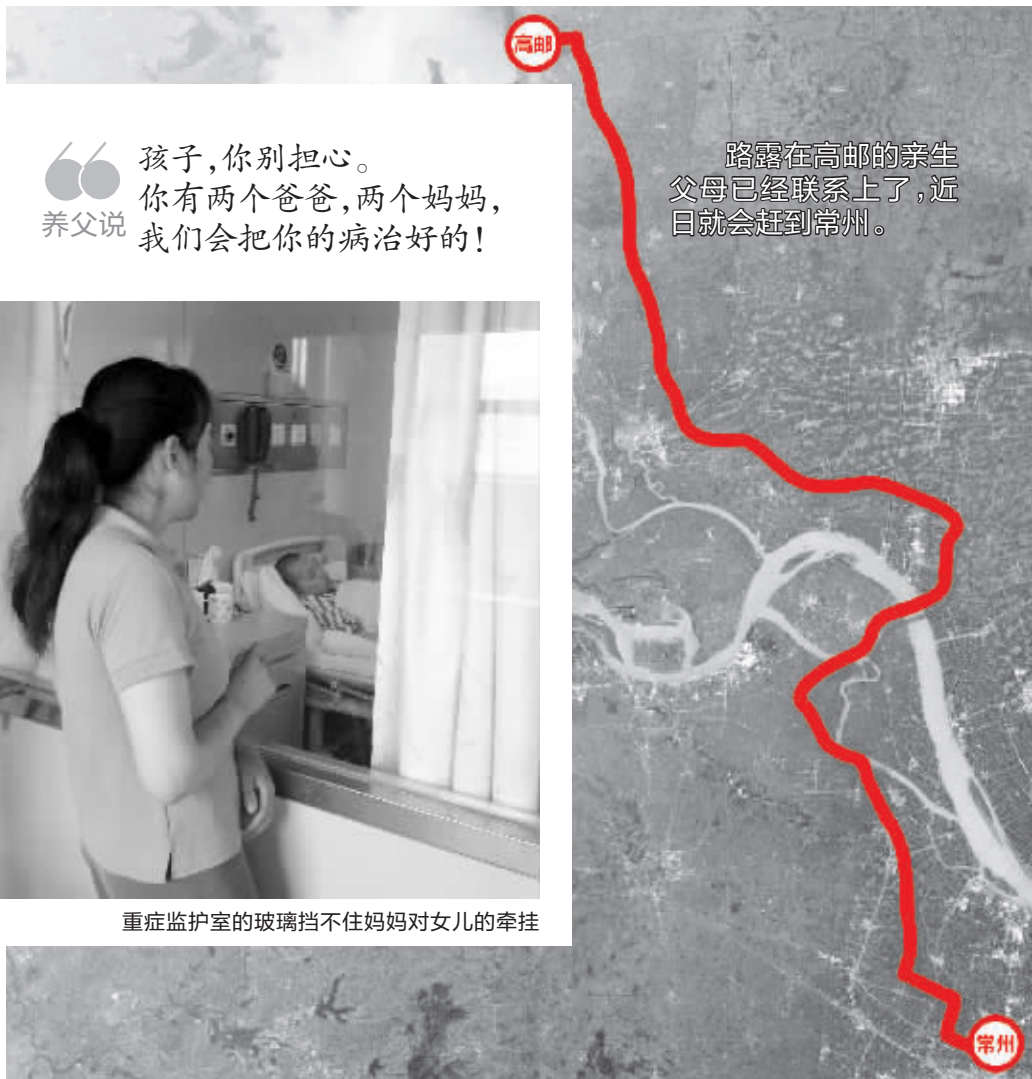 高邮
孩子,你别担心。
你有两个爸爸,两个妈妈,
我们会把你的病治好的!
养父说
路露在高邮的亲生
父母已经联系上了,近
日就会赶到常州。
重症监护室的玻璃挡不住妈妈对女儿的牵挂
常州